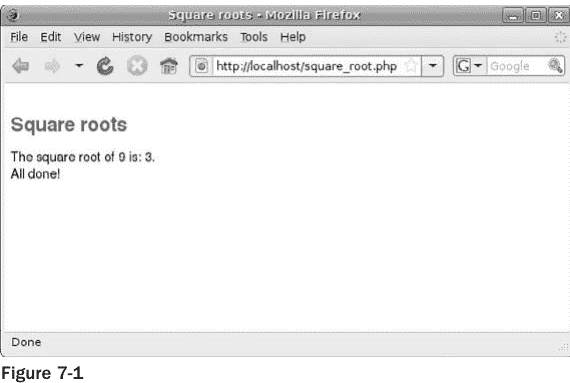 Square roots - Mozilla Firefox
File Edit View History Bookmarks Tools Help
http://localhost/square_root.php
G
Google
Square roots
The square root of 9 is: 3.
All done!
Done
Figure 7-1